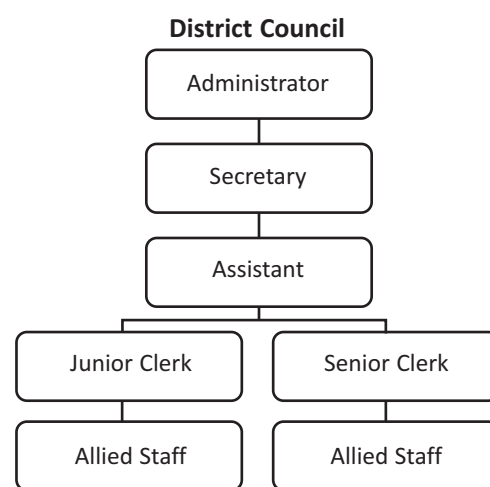 District Council
Administrator
Secretary
Assistant
Junior Clerk
Senior Clerk
Allied Staff
Allied Staff